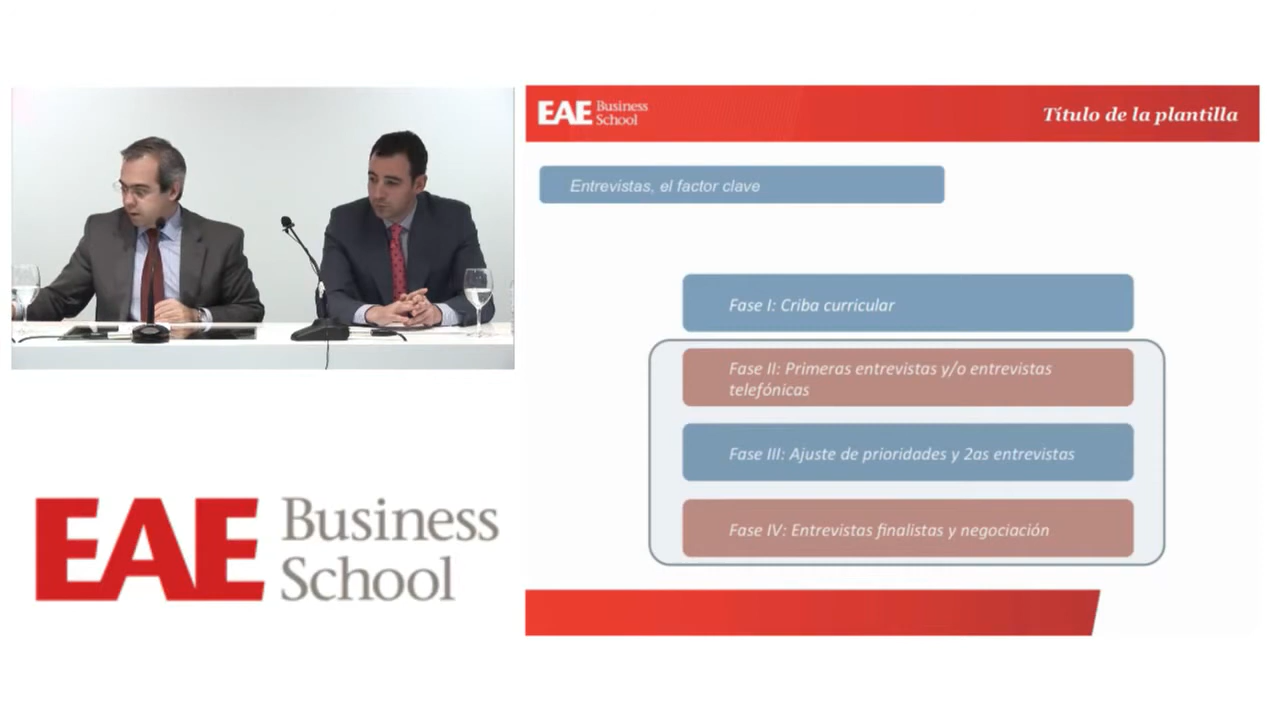 EAE Business School
Título de la plantilla
Entrevistas, el factor clave
Fase I: Criba curricular
Fase II: Primeras entrevistas y/o entrevistas
telefónicas
Fase III: Ajuste de prioridades y 2as entrevistas
Fase IV: Entrevistas finalistas y negociación
EAE Business
School